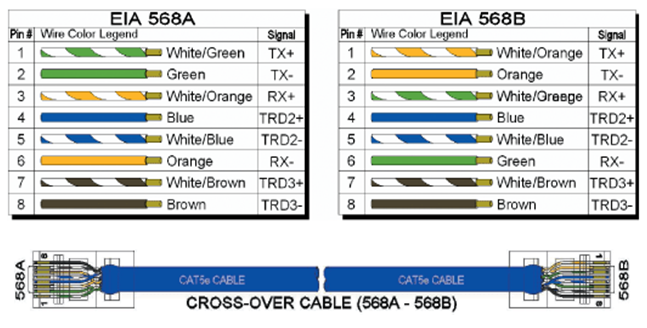 EIA 568A
Pin # Wire Color Legend Signal
1 White/Green TX+
2 Green TX-
3 White/Orange RX+
4 Blue TRD2+
5 White/Blue TRD2-
6 Orange RX-
7 White/Brown TRD3+
8 Brown TRD3-
EIA 568B
Pin # Wire Color Legend Signal
1 White/Orange TX+
2 Orange TX-
3 RX+
4 Blue TRD2+
5 White/Blue TRD2-
6 Green RX-
7 White/Brown TRD3+
8 Brown TRD3-
568A
8
1
CAT5e CABLE
CAT5e CABLE
1
8
568B
CROSS-OVER CABLE (568A - 568B)